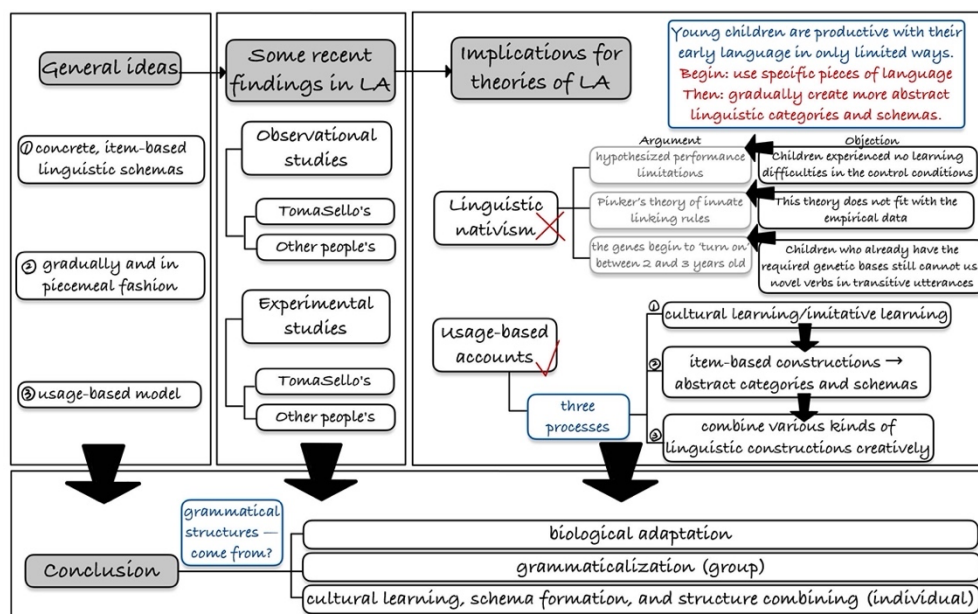 General ideas
① concrete, item-based
linguistic schemas
② gradually and in
piecemeal fashion
③ usage-based model
Some recent
findings in LA
Observational
studies
TomaSello's
Other people's
Experimental
studies
TomaSello's
Other people's
Implications for
theories of LA
Young children are productive with their
early language in only limited ways.
Begin: use specific pieces of language
Then: gradually create more abstract
linguistic categories and schemas.
Argument
Objection
Linguistic
nativism
hypothesized performance
limitations
Children experienced no learning
difficulties in the control conditions
Pinker's theory of innate
linking rules
This theory does not fit with the
empirical data
the genes begin to 'turn on'
between 2 and 3 years old
Children who already have the
required genetic bases still cannot us
novel verbs in transitive utterances
Usage-based
accounts
three
processes
①
cultural learning/imitative learning
②
item-based constructions →
abstract categories and schemas
③
combine various kinds of
linguistic constructions creatively
Conclusion
grammatical
structures —
come from?
biological adaptation
grammaticalization (group)
cultural learning, schema formation, and structure combining (individual)